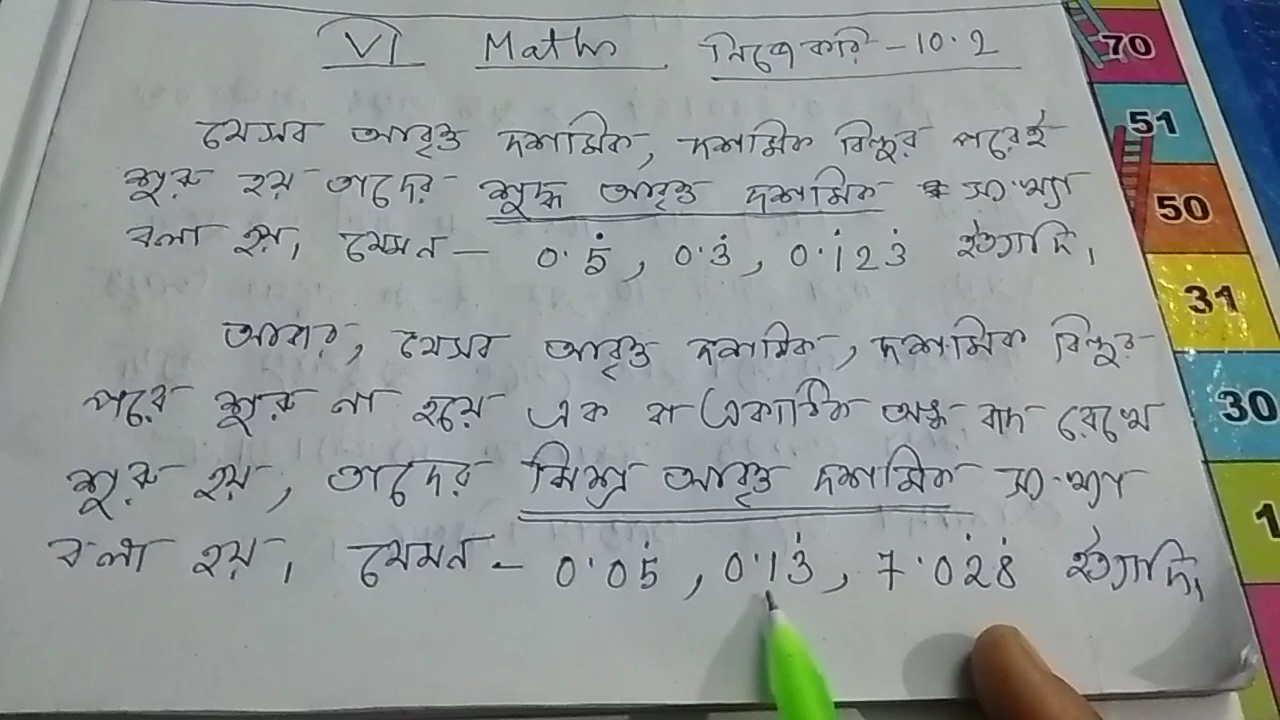 VI Maths নিজে করি - 10.2
যেসব আবৃত্ত দশমিক, দশমিক বিন্দুর পরেই
শুরু হয় তাদের শুদ্ধ আবৃত্ত দশমিক সংখ্যা
বলা হয়। যেমন - 0.5̇, 0.3̇, 0.1̇23̇ ইত্যাদি।
আবার, যেসব আবৃত্ত দশমিক, দশমিক বিন্দুর
পরে শুরু না হয়ে এক বা একাধিক অঙ্ক বাদ রেখে
শুরু হয়, তাদের মিশ্র আবৃত্ত দশমিক সংখ্যা
বলা হয়। যেমন - 0.05̇, 0.13̇, 7.02̇8̇ ইত্যাদি।
70
51
50
31
30
1